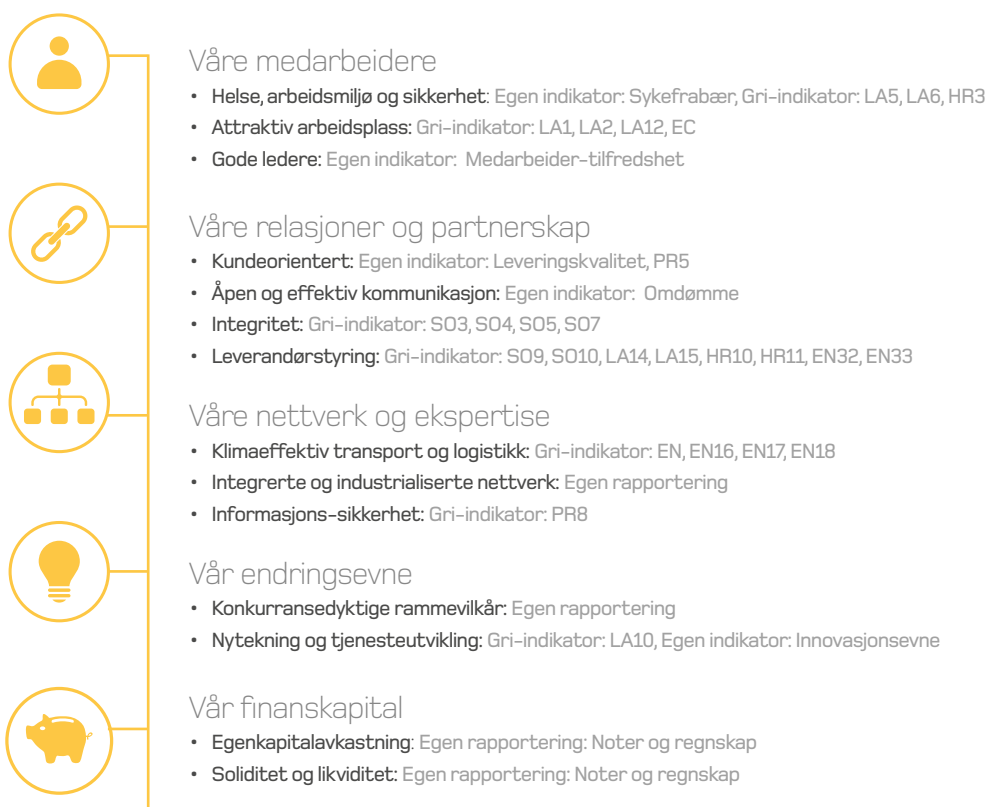 Våre medarbeidere
• Helse, arbeidsmiljø og sikkerhet: Egen indikator: Sykefrabær, Gri-indikator: LA5, LA6, HR3
• Attraktiv arbeidsplass: Gri-indikator: LA1, LA2, LA12, EC
• Gode ledere: Egen indikator: Medarbeider-tilfredshet
Våre relasjoner og partnerskap
• Kundeorientert: Egen indikator: Leveringskvalitet, PR5
• Åpen og effektiv kommunikasjon: Egen indikator: Omdømme
• Integritet: Gri-indikator: SO3, SO4, SO5, SO7
• Leverandørstyring: Gri-indikator: SO9, SO10, LA14, LA15, HR10, HR11, EN32, EN33
Våre nettverk og ekspertise
• Klimaeffektiv transport og logistikk: Gri-indikator: EN, EN16, EN17, EN18
• Integrerte og industrialiserte nettverk: Egen rapportering
• Informasjons-sikkerhet: Gri-indikator: PR8
Vår endringsevne
• Konkurransedyktige rammevilkår: Egen rapportering
• Nytekning og tjenesteutvikling: Gri-indikator: LA10, Egen indikator: Innovasjonsevne
Vår finanskapital
• Egenkapitalavkastning: Egen rapportering: Noter og regnskap
• Soliditet og likviditet: Egen rapportering: Noter og regnskap